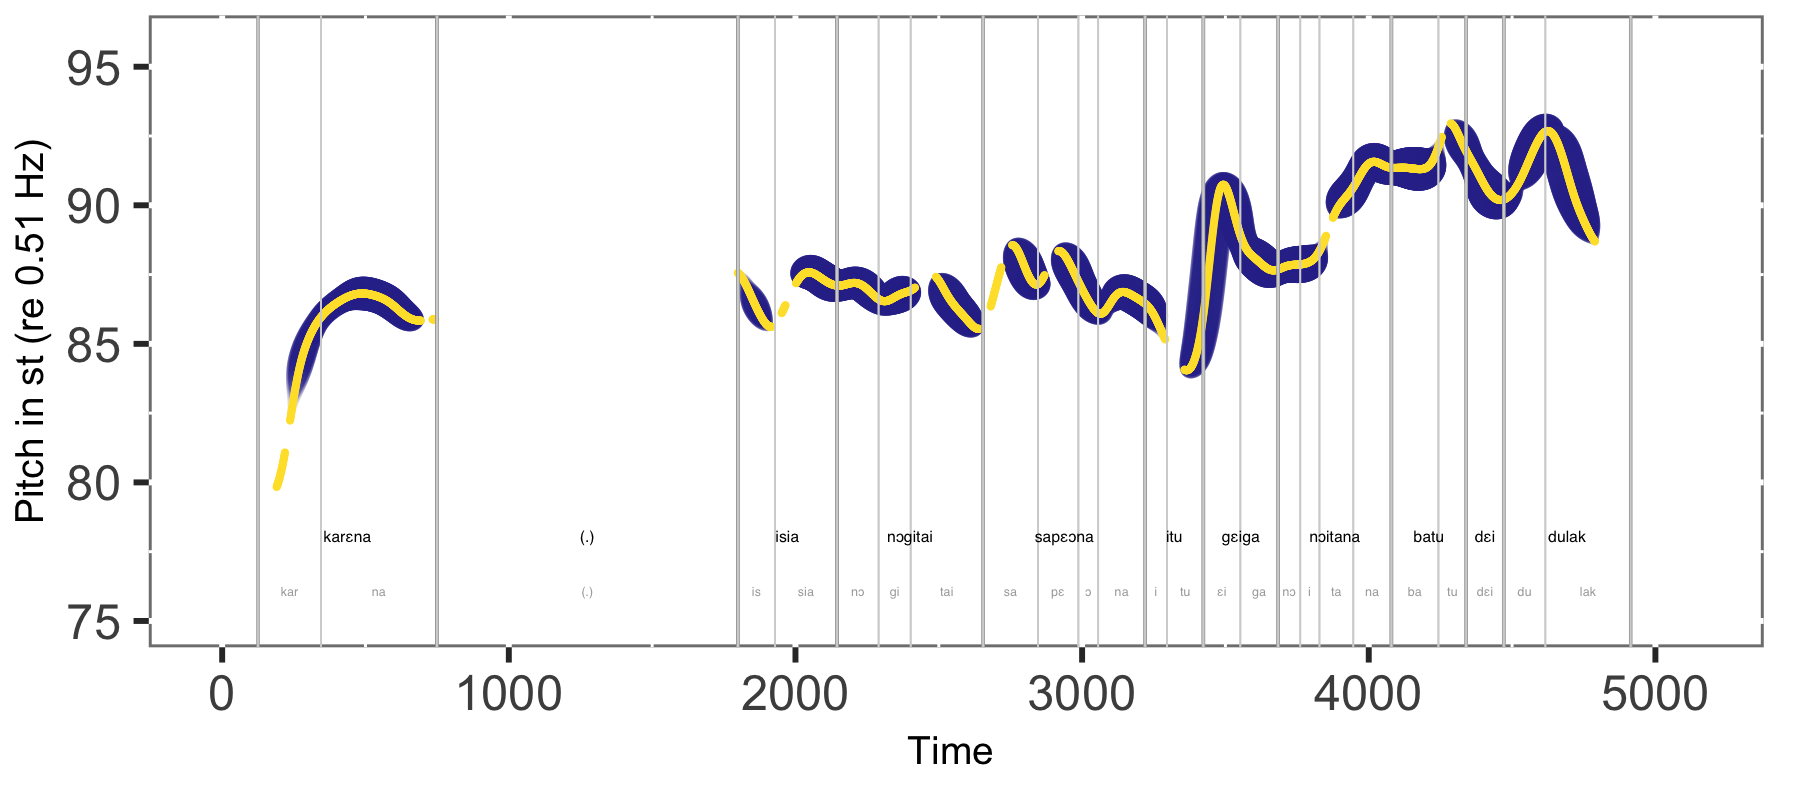 Pitch in st (re 0.51 Hz)
95
90
85
80
75
karɛna (.) isia nɔgitai sapɛɔna itu gɛiga nɔitana batu dɛi dulak
kar na (.) is sia nɔ gi tai sa pɛ ɔ na i tu ɛi ga nɔ i ta na ba tu dɛi du lak
0 1000 2000 3000 4000 5000
Time